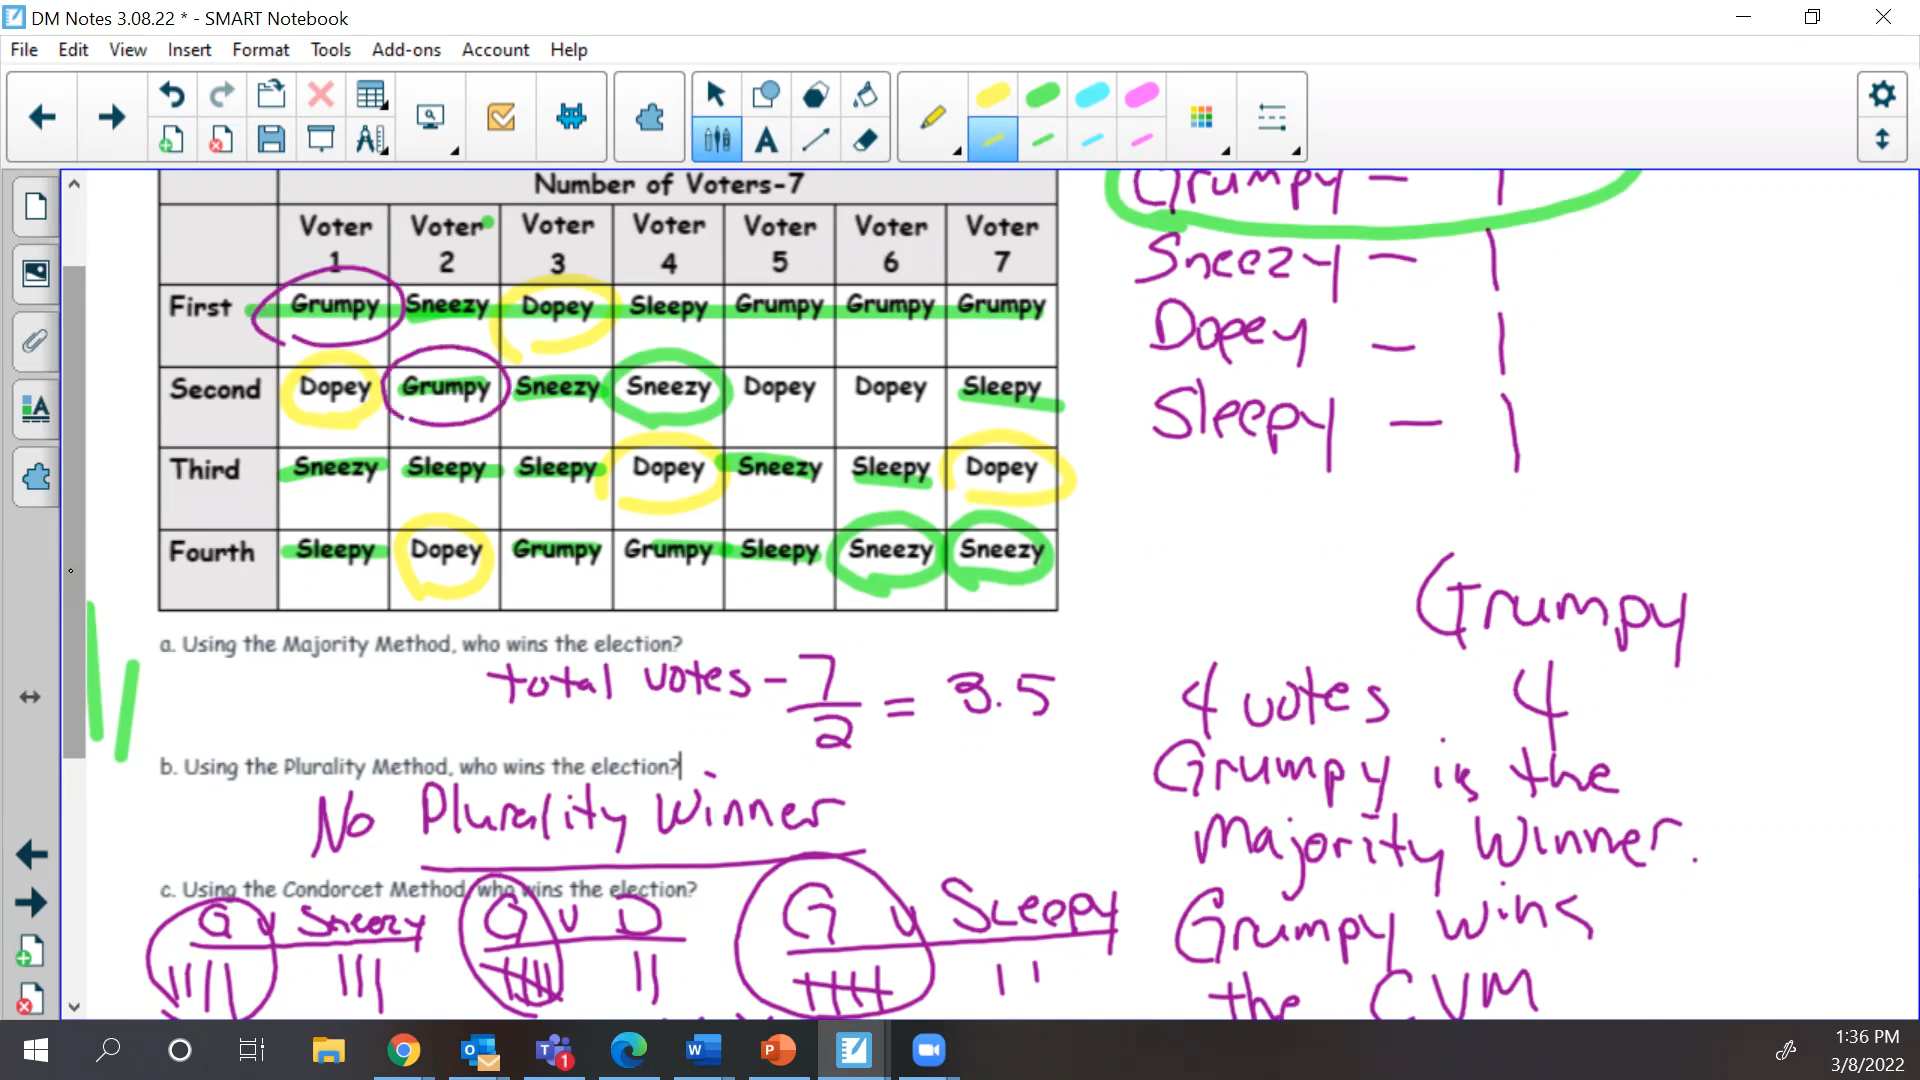 DM Notes 3.08.22 * - SMART Notebook
File Edit View Insert Format Tools Add-ons Account Help
Number of Voters-7
Voter 1 Voter 2 Voter 3 Voter 4 Voter 5 Voter 6 Voter 7
First Grumpy Sneezy Dopey Sleepy Grumpy Grumpy Grumpy
Second Dopey Grumpy Sneezy Sneezy Dopey Dopey Sleepy
Third Sneezy Sleepy Sleepy Dopey Sneezy Sleepy Dopey
Fourth Sleepy Dopey Grumpy Grumpy Sleepy Sneezy Sneezy
Grumpy - 1
Sneezy - 1
Dopey - 1
Sleepy - 1
a. Using the Majority Method, who wins the election?
total votes - 7/2 = 3.5
b. Using the Plurality Method, who wins the election?
No Plurality Winner
c. Using the Condorcet Method, who wins the election?
G v Sneezy G v D G v Sleepy
Grumpy
4 votes 4
Grumpy is the
Majority Winner.
Grumpy wins
the CVM
1:36 PM
3/8/2022